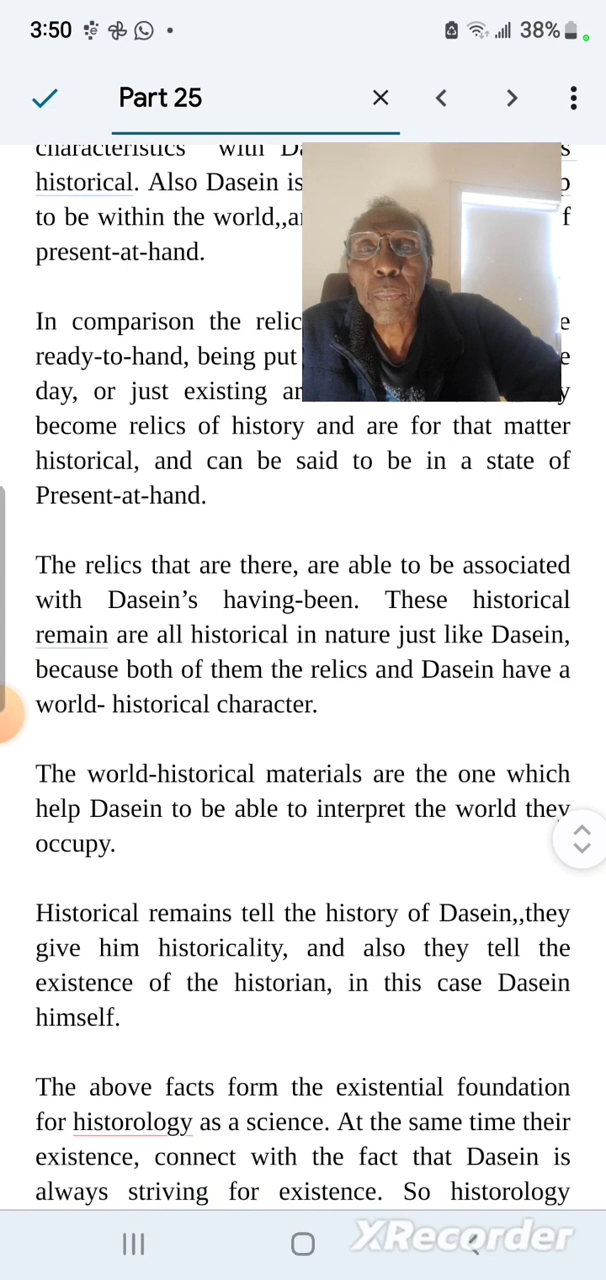 3:50
38%
Part 25
characteristics with
s
historical. Also Dasein is
to be within the world,,
f
present-at-hand.
In comparison the
e
ready-to-hand, being put
e
day, or just existing
y
become relics of history and are for that matter
historical, and can be said to be in a state of
Present-at-hand.
The relics that are there, are able to be associated
with Dasein’s having-been. These historical
remain are all historical in nature just like Dasein,
because both of them the relics and Dasein have a
world- historical character.
The world-historical materials are the one which
help Dasein to be able to interpret the world they
occupy.
Historical remains tell the history of Dasein,,they
give him historicality, and also they tell the
existence of the historian, in this case Dasein
himself.
The above facts form the existential foundation
for historology as a science. At the same time their
existence, connect with the fact that Dasein is
always striving for existence. So historology
XRecorder